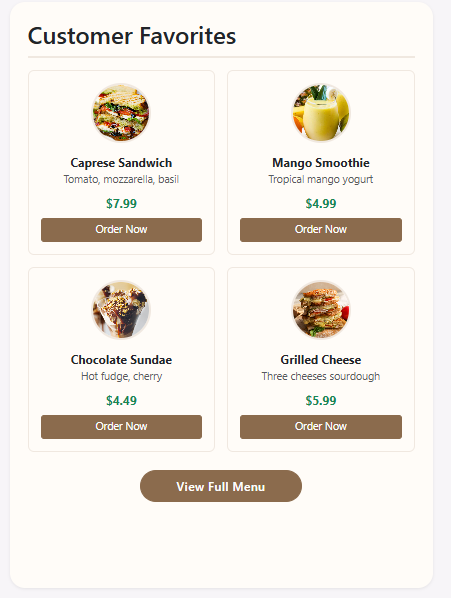 Customer Favorites
Caprese Sandwich
Tomato, mozzarella, basil
$7.99
Order Now
Mango Smoothie
Tropical mango yogurt
$4.99
Order Now
Chocolate Sundae
Hot fudge, cherry
$4.49
Order Now
Grilled Cheese
Three cheeses sourdough
$5.99
Order Now
View Full Menu